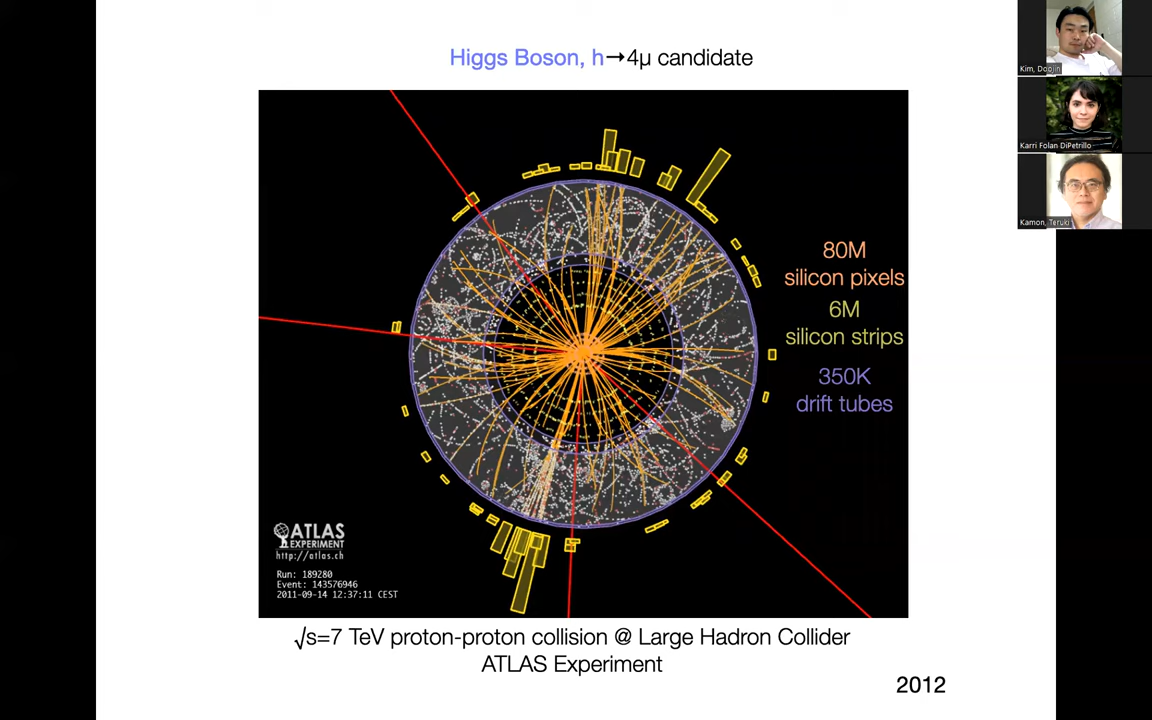 Higgs Boson, h→4μ candidate
Kim, Doojin
Karri Folan DiPetrillo
Kamon, Teruki
80M
silicon pixels
6M
silicon strips
350K
drift tubes
ATLAS
EXPERIMENT
http://atlas.ch
Run: 189280
Event: 143576946
2011-09-14 12:37:11 CEST
√s=7 TeV proton-proton collision @ Large Hadron Collider
ATLAS Experiment
2012